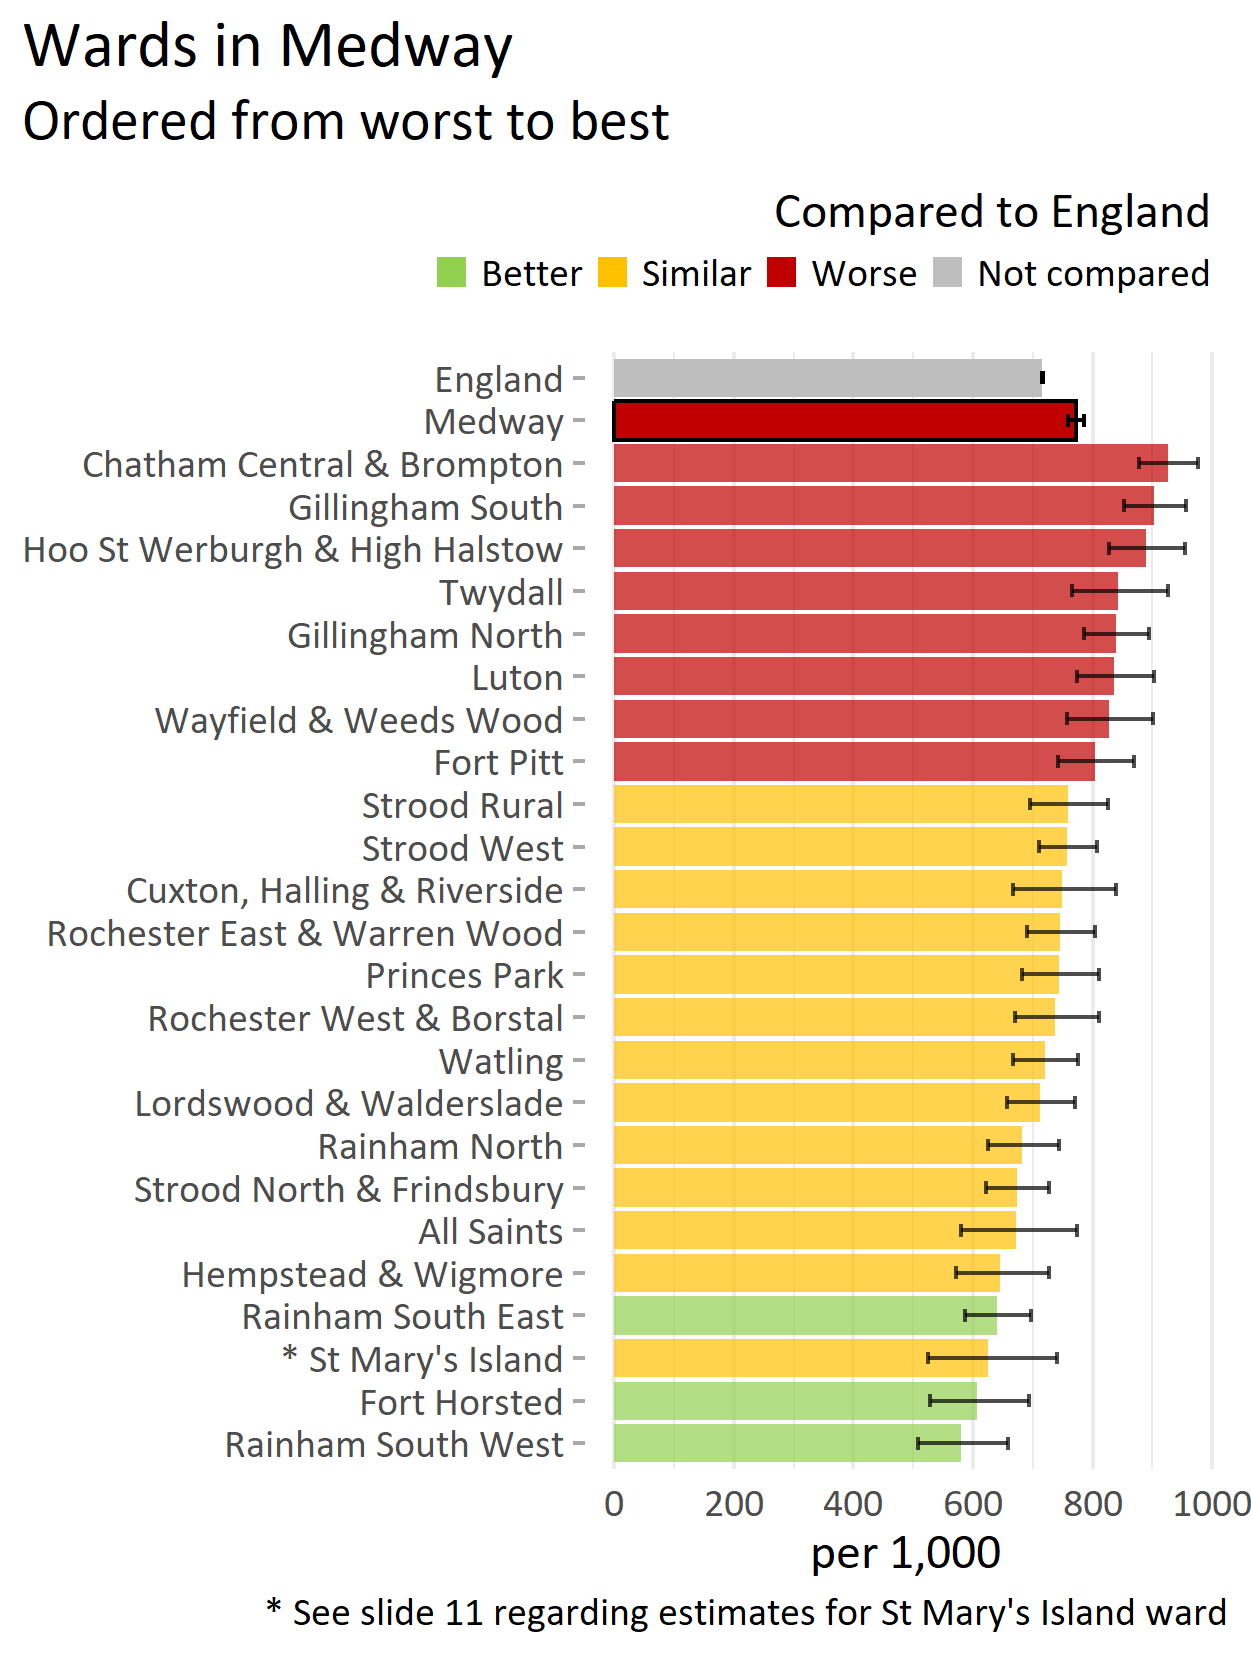 Wards in Medway
Ordered from worst to best
Compared to England
Better Similar Worse Not compared
England
Medway
Chatham Central & Brompton
Gillingham South
Hoo St Werburgh & High Halstow
Twydall
Gillingham North
Luton
Wayfield & Weeds Wood
Fort Pitt
Strood Rural
Strood West
Cuxton, Halling & Riverside
Rochester East & Warren Wood
Princes Park
Rochester West & Borstal
Watling
Lordswood & Walderslade
Rainham North
Strood North & Frindsbury
All Saints
Hempstead & Wigmore
Rainham South East
* St Mary's Island
Fort Horsted
Rainham South West
0 200 400 600 800 1000
per 1,000
* See slide 11 regarding estimates for St Mary's Island ward